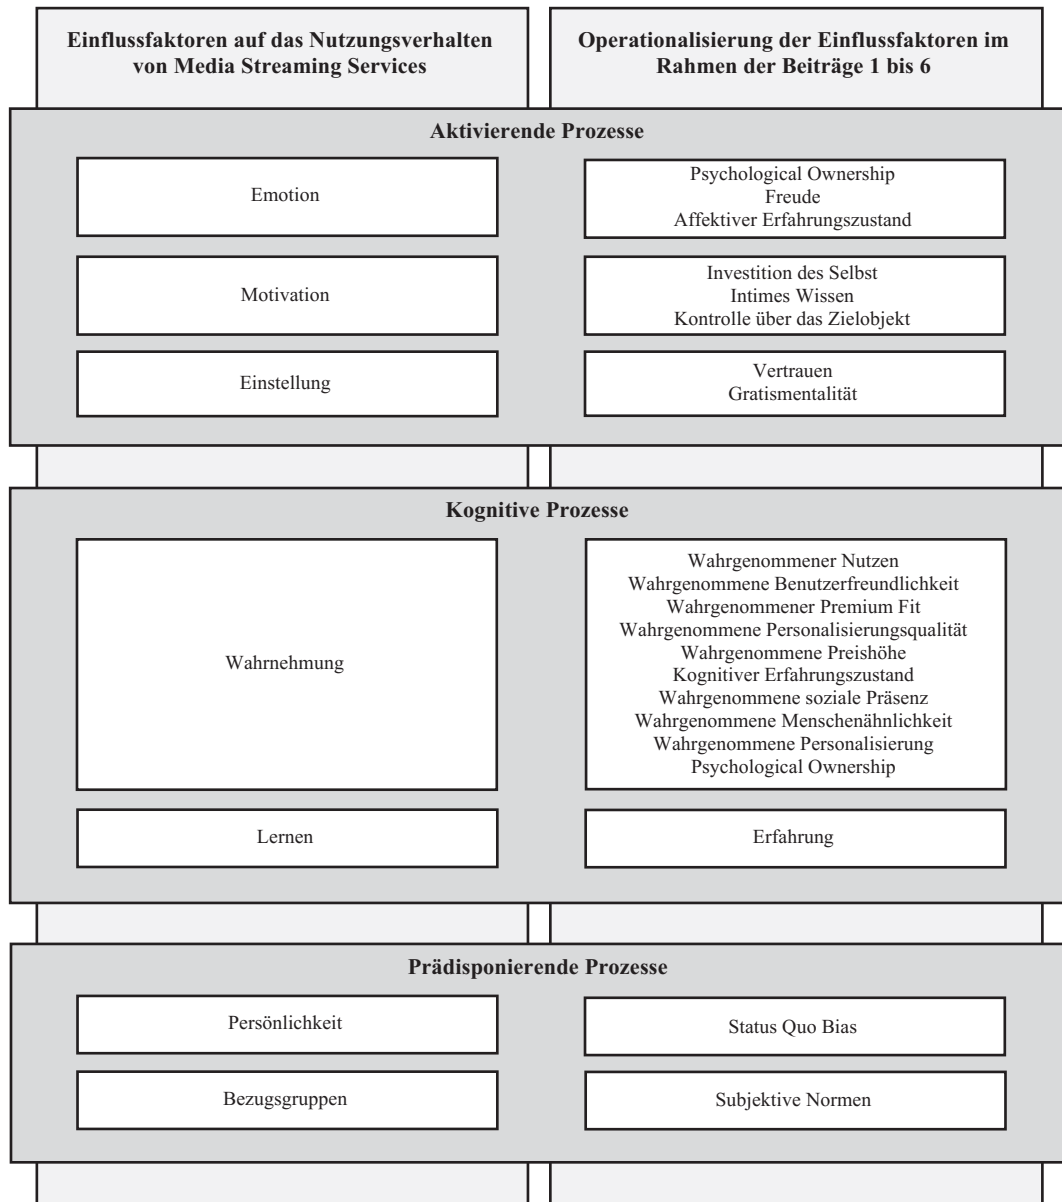 Einflussfaktoren auf das Nutzungsverhalten
von Media Streaming Services
Operationalisierung der Einflussfaktoren im
Rahmen der Beiträge 1 bis 6
Aktivierende Prozesse
Emotion
Psychological Ownership
Freude
Affektiver Erfahrungszustand
Motivation
Investition des Selbst
Intimes Wissen
Kontrolle über das Zielobjekt
Einstellung
Vertrauen
Gratismentalität
Kognitive Prozesse
Wahrnehmung
Wahrgenommener Nutzen
Wahrgenommene Benutzerfreundlichkeit
Wahrgenommener Premium Fit
Wahrgenommene Personalisierungsqualität
Wahrgenommene Preishöhe
Kognitiver Erfahrungszustand
Wahrgenommene soziale Präsenz
Wahrgenommene Menschenähnlichkeit
Wahrgenommene Personalisierung
Psychological Ownership
Lernen
Erfahrung
Prädisponierende Prozesse
Persönlichkeit
Status Quo Bias
Bezugsgruppen
Subjektive Normen